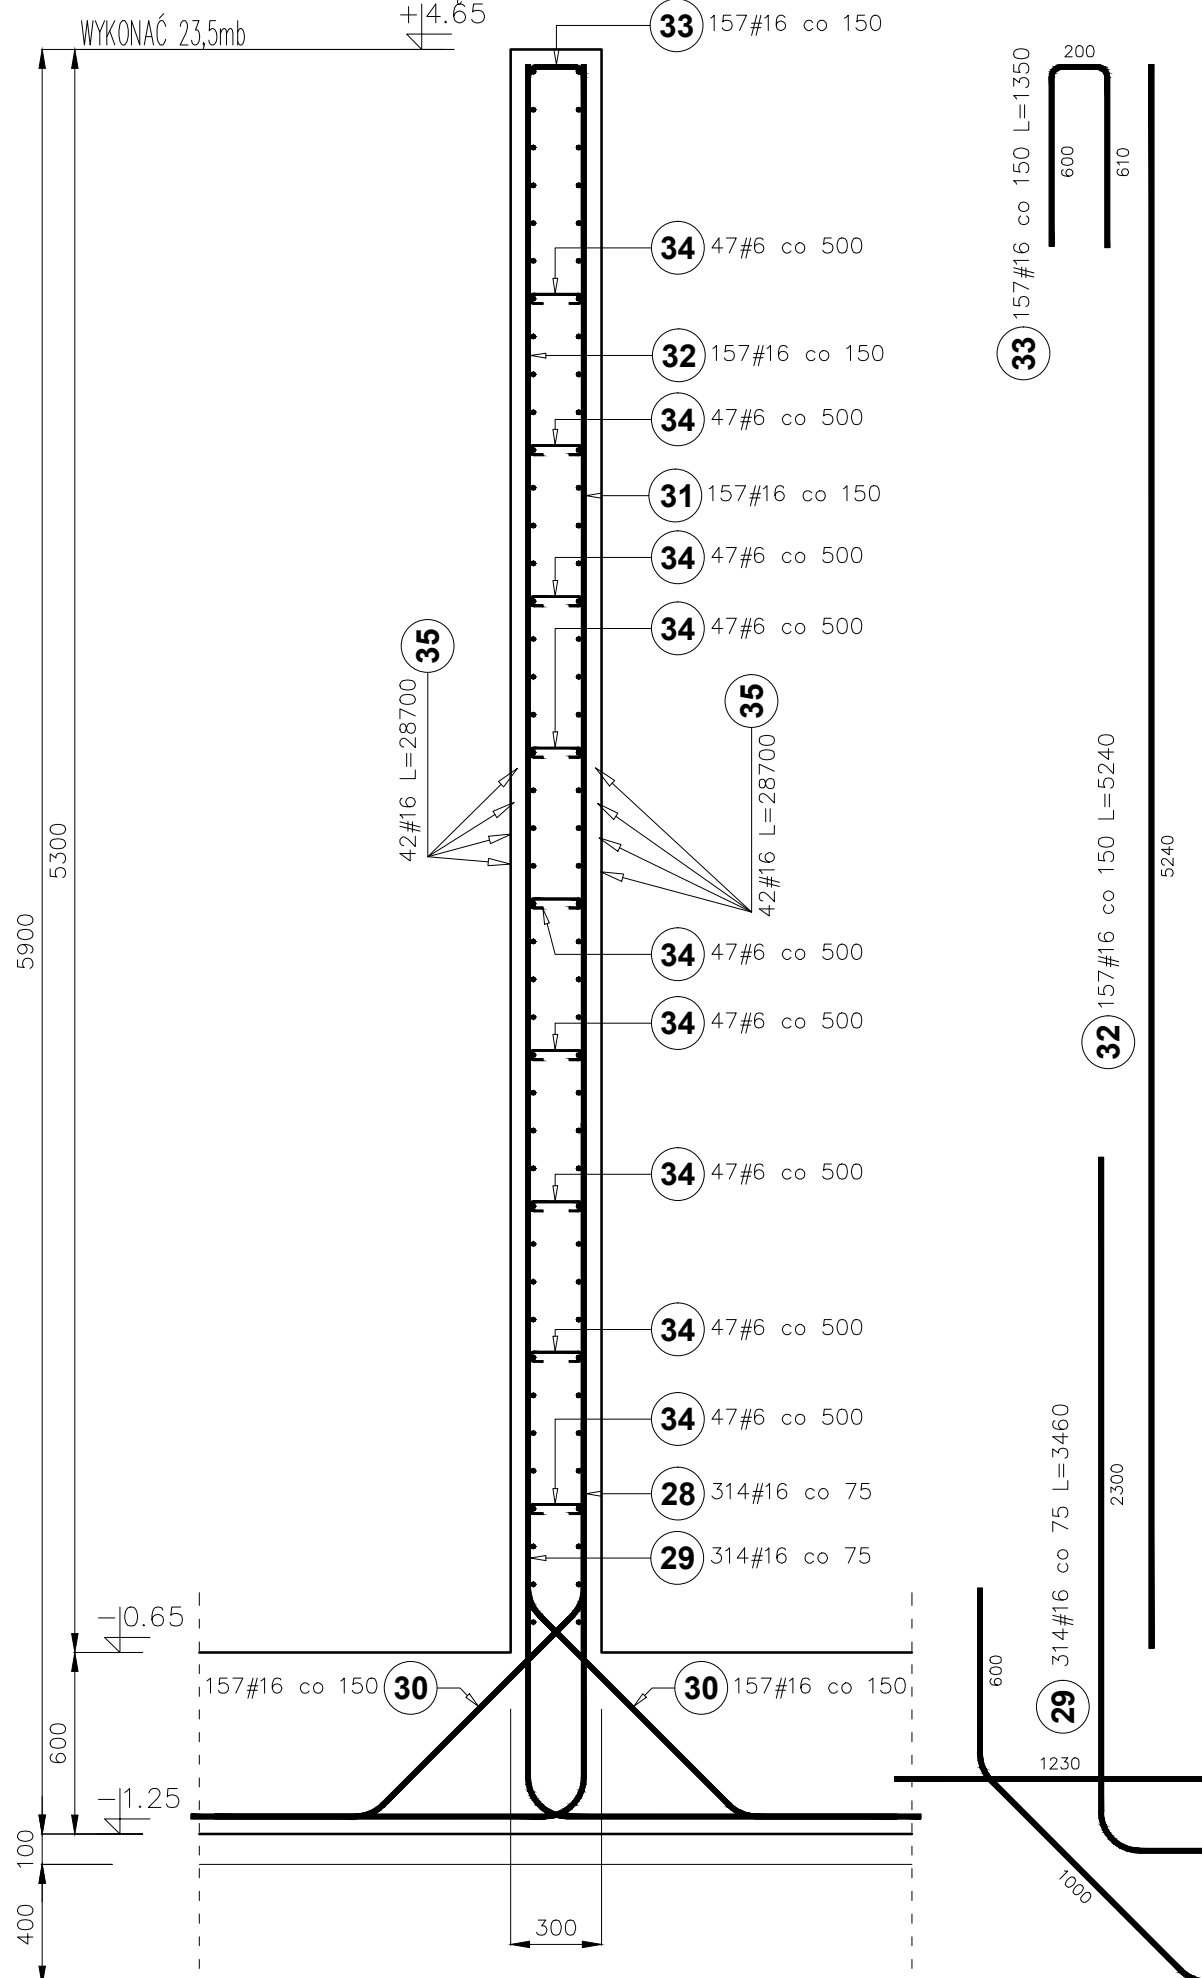 WYKONAĆ 23,5mb
+4.65
33 157#16 co 150
34 47#6 co 500
32 157#16 co 150
34 47#6 co 500
31 157#16 co 150
34 47#6 co 500
34 47#6 co 500
35 42#16 L=28700
35 42#16 L=28700
34 47#6 co 500
34 47#6 co 500
34 47#6 co 500
34 47#6 co 500
34 47#6 co 500
28 314#16 co 75
29 314#16 co 75
5300
5900
-0.65
157#16 co 150 30
30 157#16 co 150
600
-1.25
100
400
300
200
600
610
33 157#16 co 150 L=1350
5240
32 157#16 co 150 L=5240
2300
29 314#16 co 75 L=3460
600
1230
1000